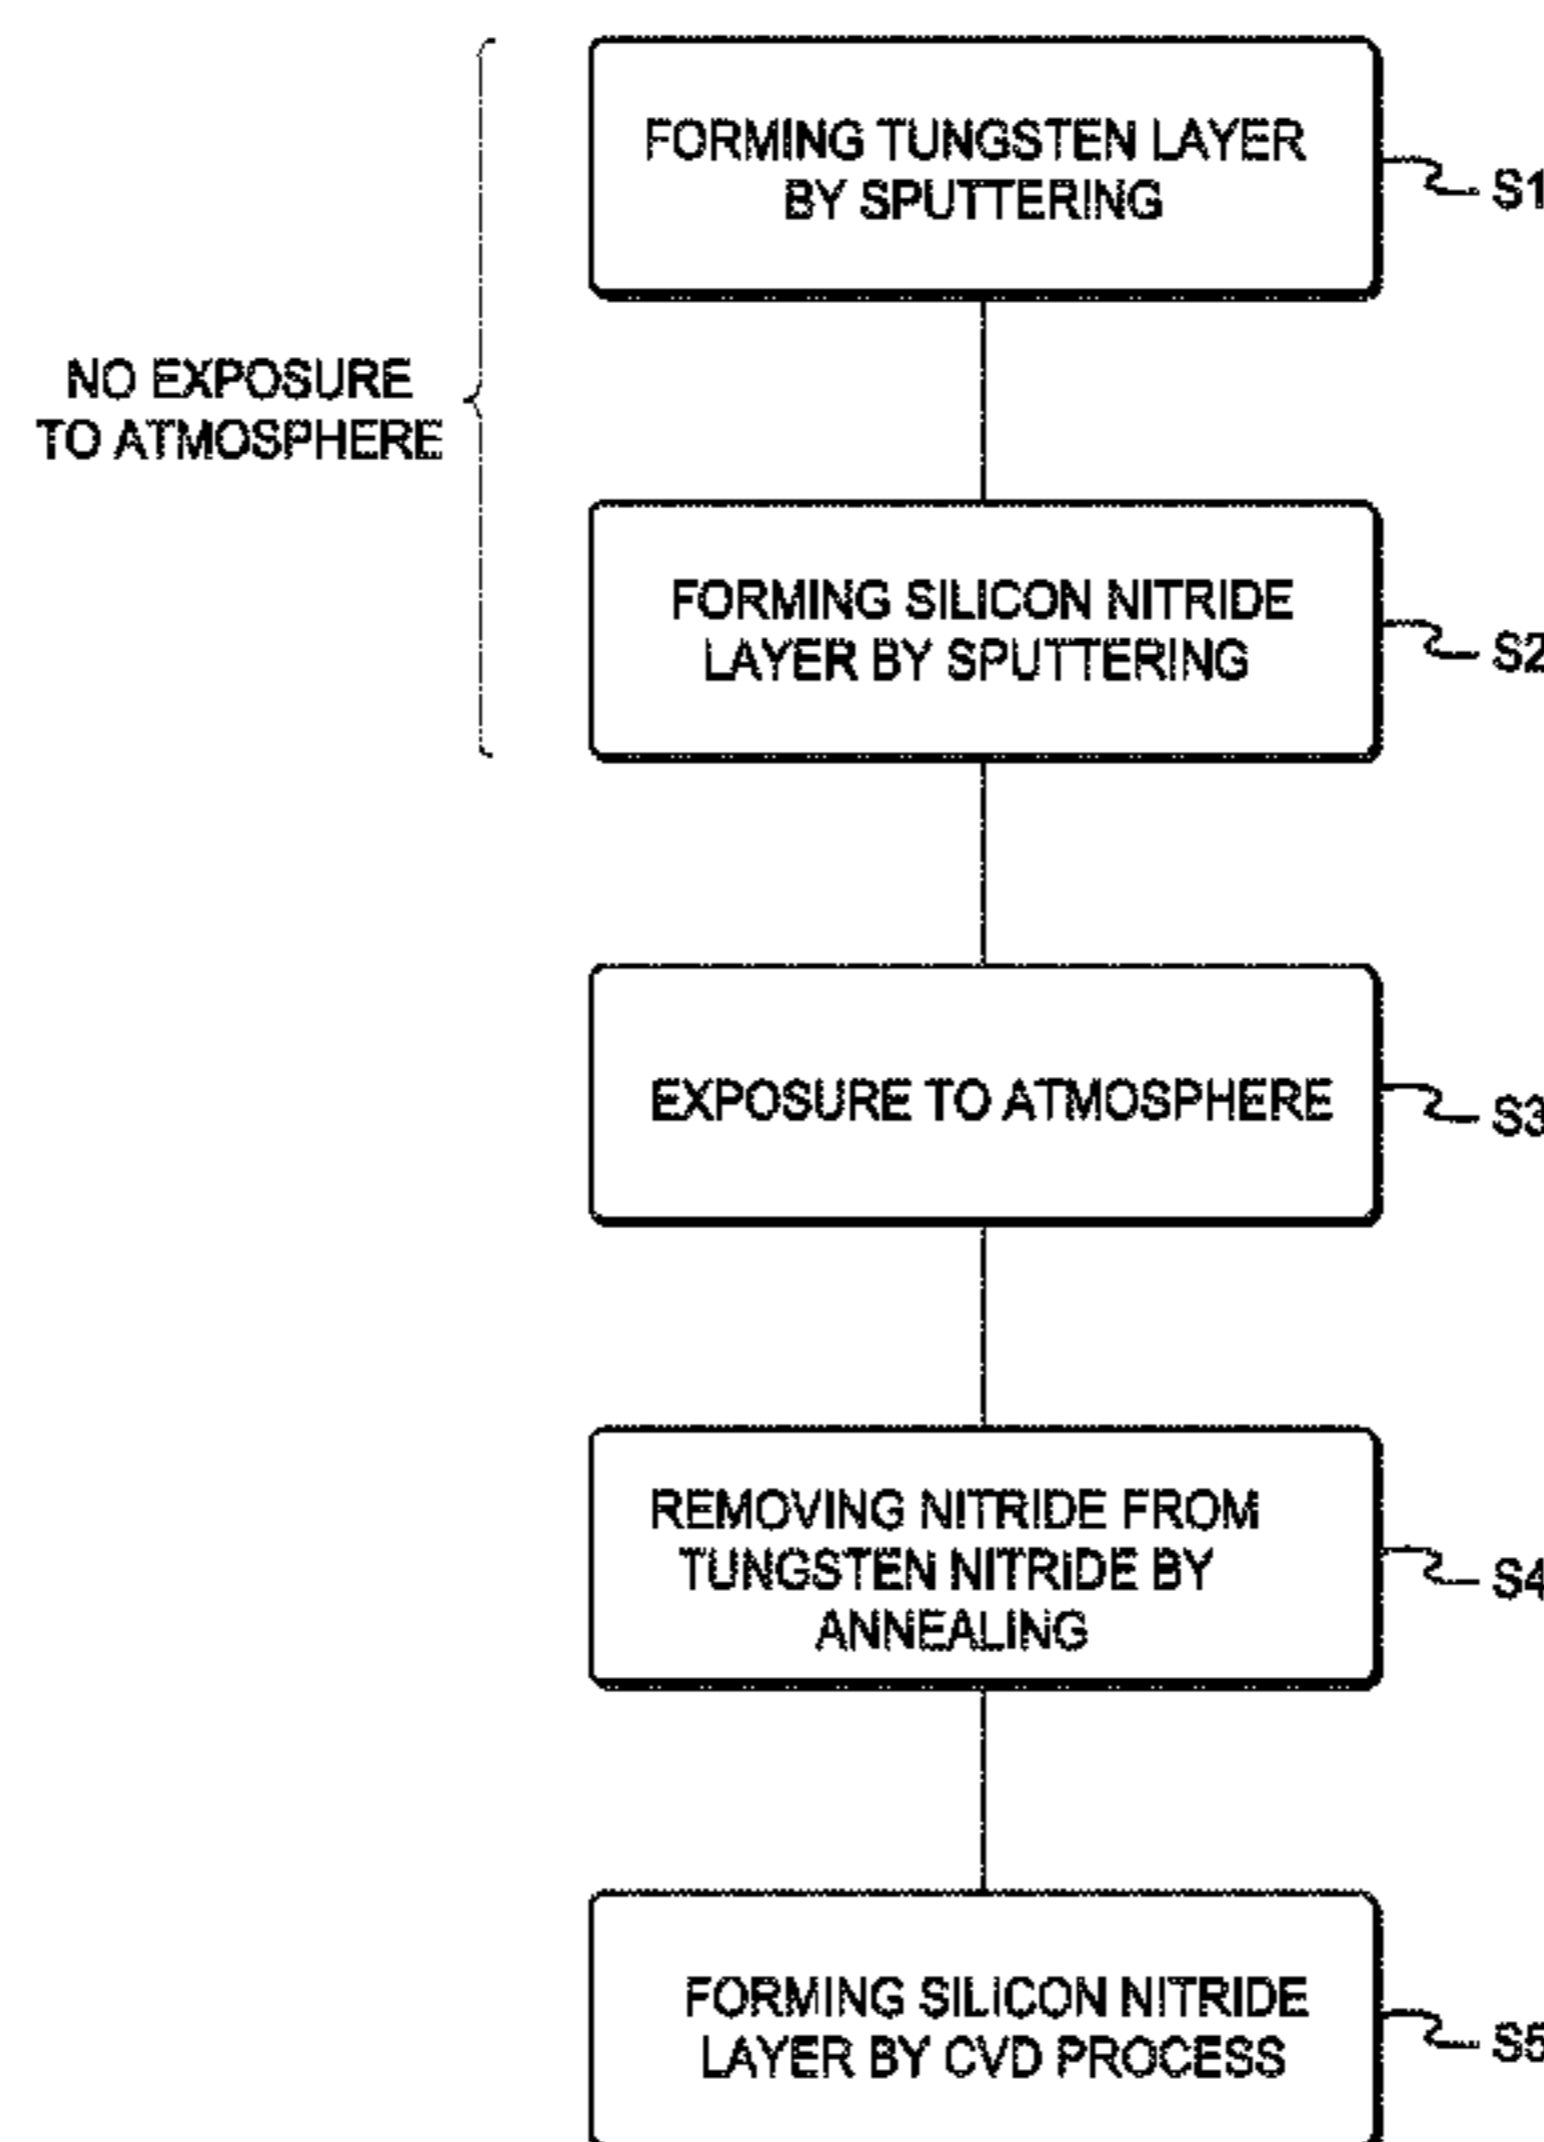 FORMING TUNGSTEN LAYER
BY SPUTTERING
S1
NO EXPOSURE
TO ATMOSPHERE
FORMING SILICON NITRIDE
LAYER BY SPUTTERING
S2
EXPOSURE TO ATMOSPHERE
S3
REMOVING NITRIDE FROM
TUNGSTEN NITRIDE BY
ANNEALING
S4
FORMING SILICON NITRIDE
LAYER BY CVD PROCESS
S5